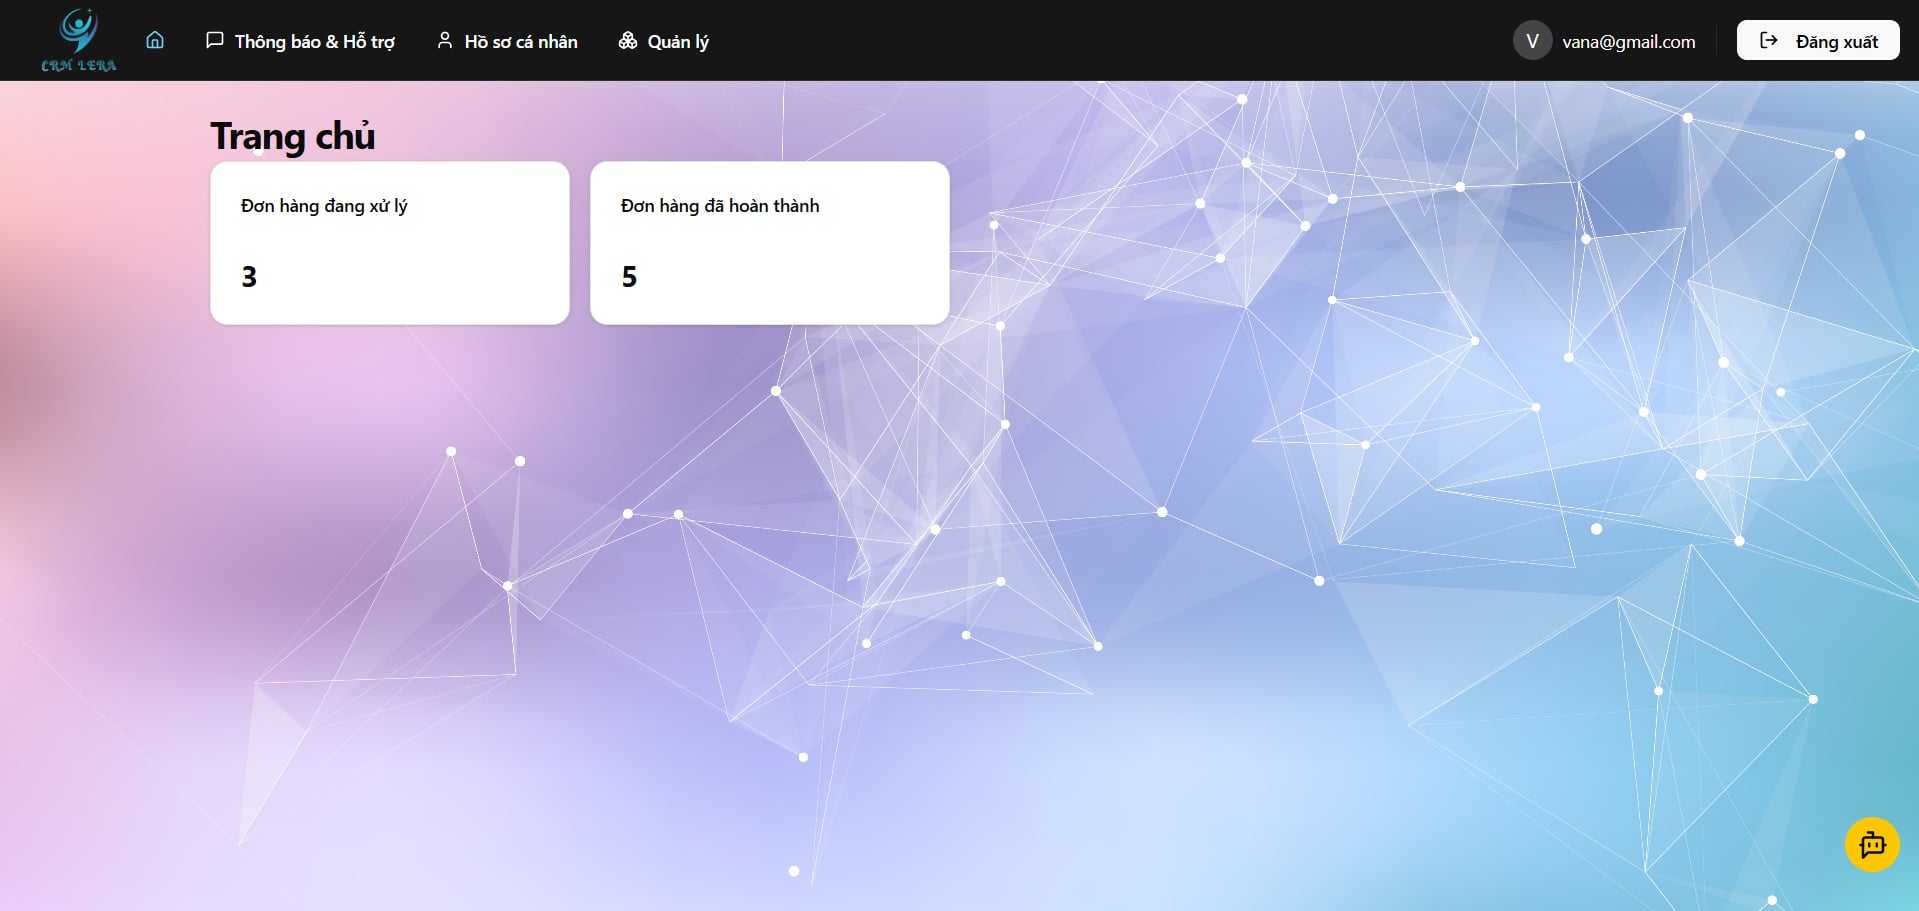 CRM LERA
Thông báo & Hỗ trợ
Hồ sơ cá nhân
Quản lý
V
vana@gmail.com
Đăng xuất
Trang chủ
Đơn hàng đang xử lý
3
Đơn hàng đã hoàn thành
5